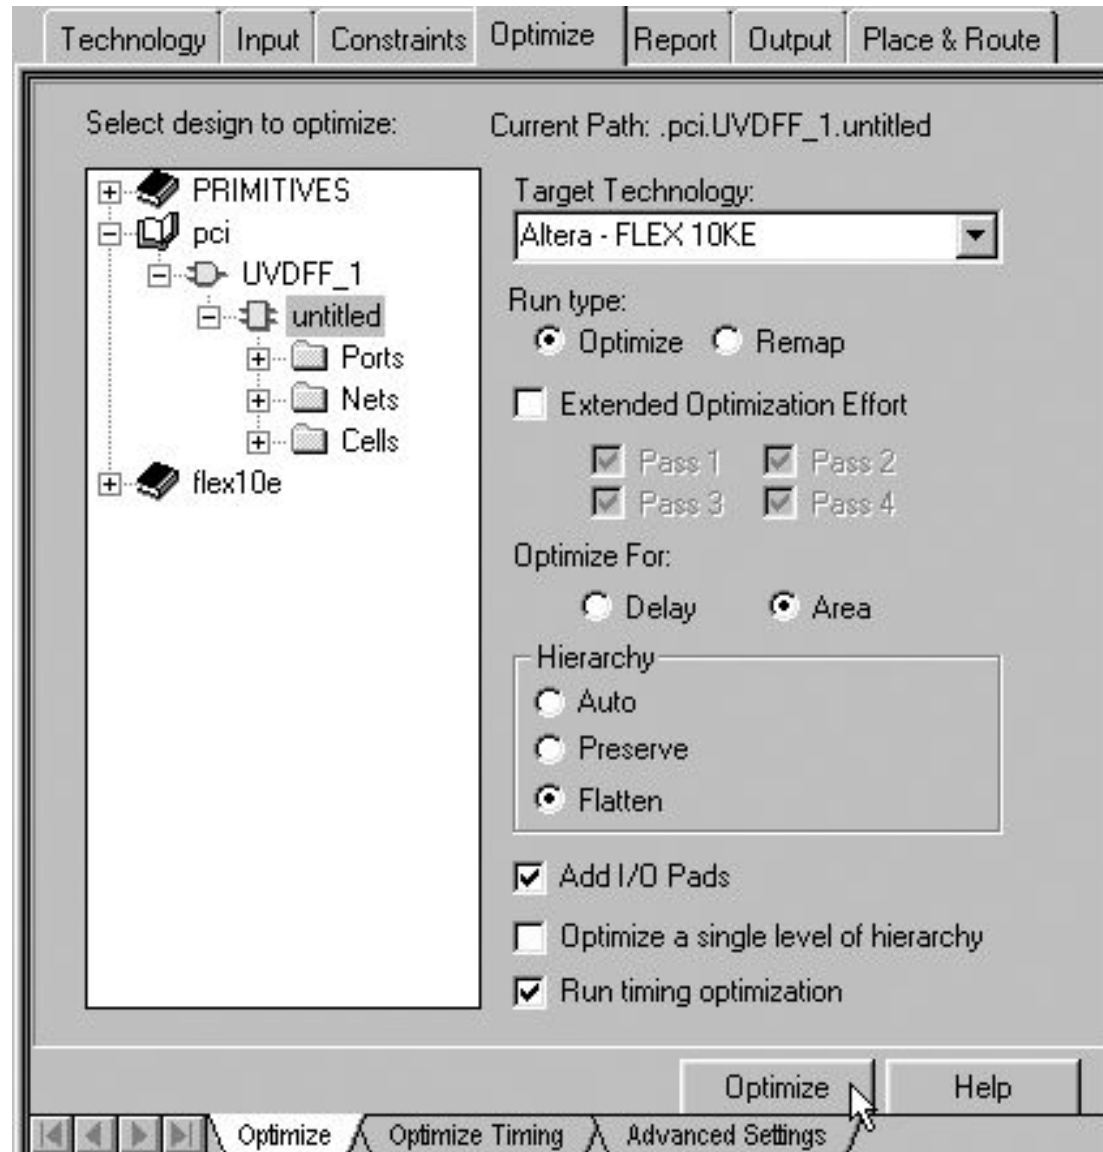 Technology Input Constraints Optimize Report Output Place & Route
Select design to optimize:
Current Path: .pci.UVDFF_1.untitled
PRIMITIVES
pci
UVDFF_1
untitled
Ports
Nets
Cells
flex10e
Target Technology:
Altera - FLEX 10KE
Run type:
Optimize Remap
Extended Optimization Effort
Pass 1 Pass 2
Pass 3 Pass 4
Optimize For:
Delay Area
Hierarchy
Auto
Preserve
Flatten
Add I/O Pads
Optimize a single level of hierarchy
Run timing optimization
Optimize Help
Optimize Optimize Timing Advanced Settings